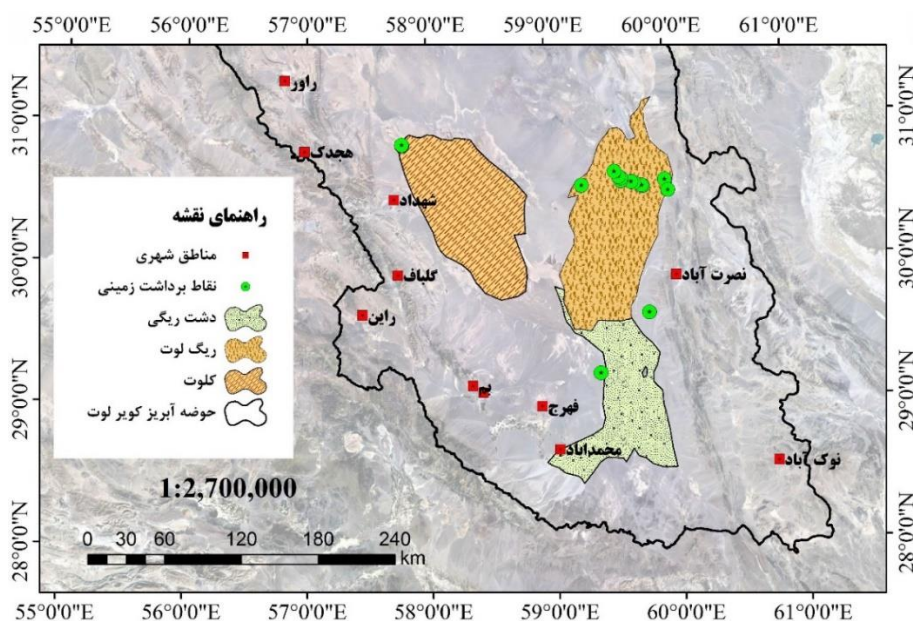 55°0'0"E 56°0'0"E 57°0'0"E 58°0'0"E 59°0'0"E 60°0'0"E 61°0'0"E
31°0'0"N 30°0'0"N 29°0'0"N 28°0'0"N
31°0'0"N 30°0'0"N 29°0'0"N 28°0'0"N
راور
هجدک
شهداد
گلباف
نصرت آباد
راین
بم
فهرج
محمدآباد
نوک آباد
راهنمای نقشه
مناطق شهری
نقاط برداشت زمینی
دشت ریگی
ریگ لوت
کلوت
حوضه آبریز کویر لوت
1:2,700,000
0 30 60 120 180 240
km
54°0'0"E 55°0'0"E 56°0'0"E 57°0'0"E 58°0'0"E 59°0'0"E 60°0'0"E 61°0'0"E